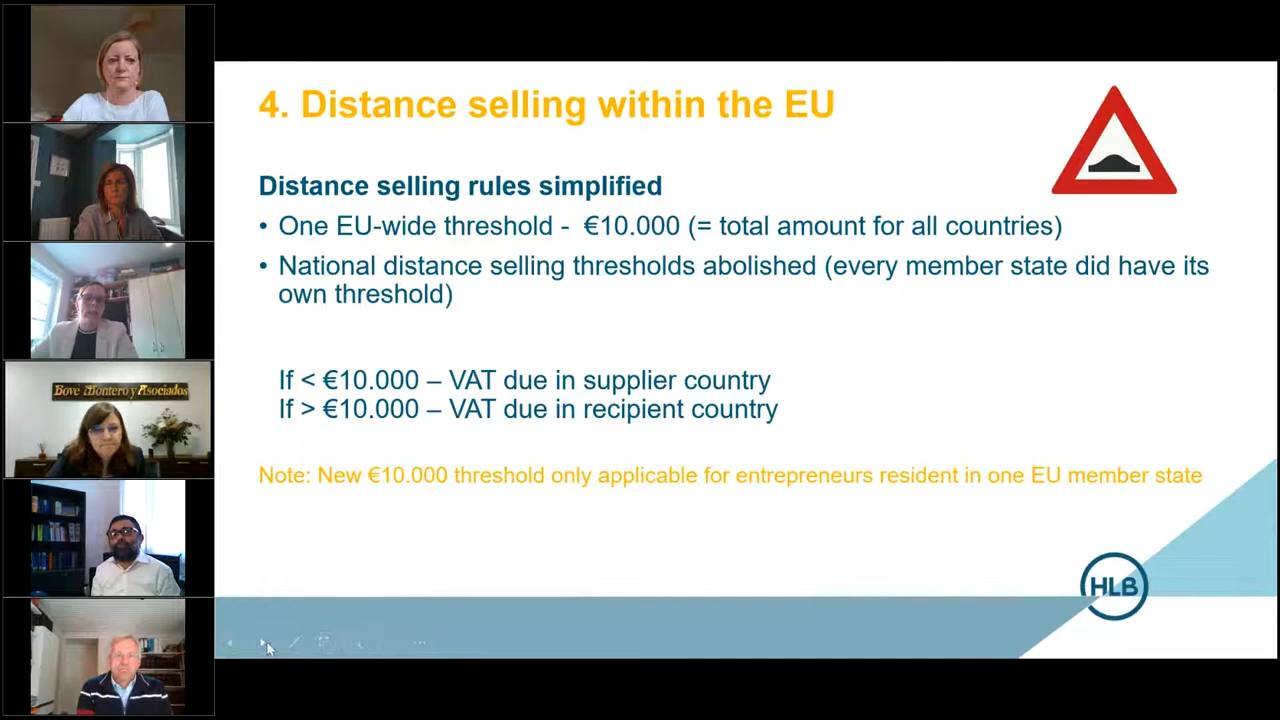 4. Distance selling within the EU
Distance selling rules simplified
• One EU-wide threshold - €10.000 (= total amount for all countries)
• National distance selling thresholds abolished (every member state did have its
own threshold)
If < €10.000 – VAT due in supplier country
If > €10.000 – VAT due in recipient country
Note: New €10.000 threshold only applicable for entrepreneurs resident in one EU member state
HLB
Bové Montero y Asociados